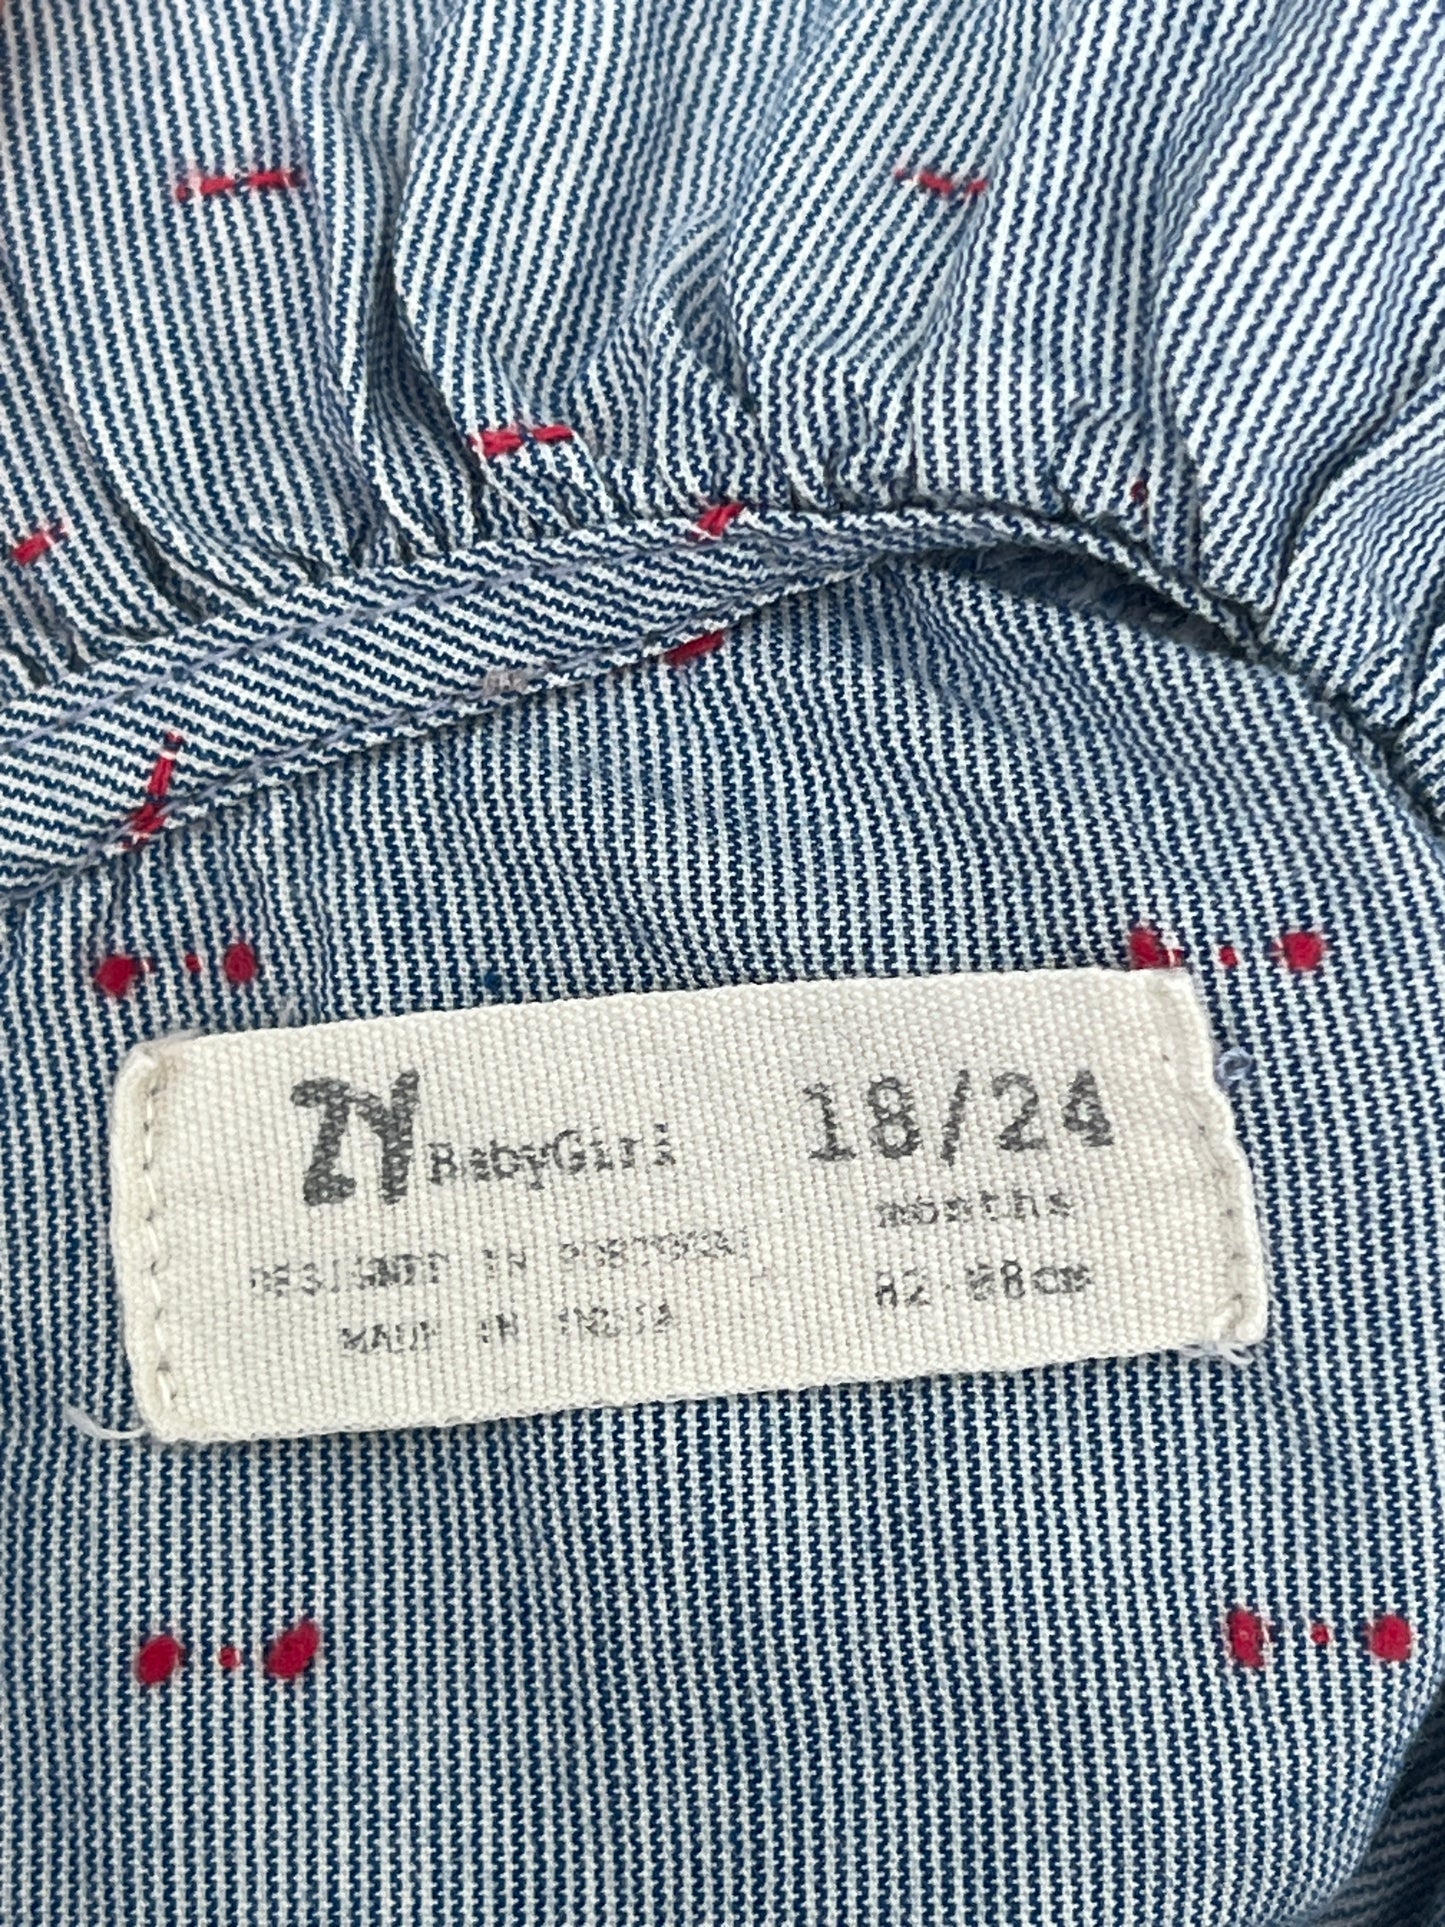 ZY BabyGirl 18/24
months
DESIGNED IN PORTUGAL 82-88cm
MADE IN INDIA